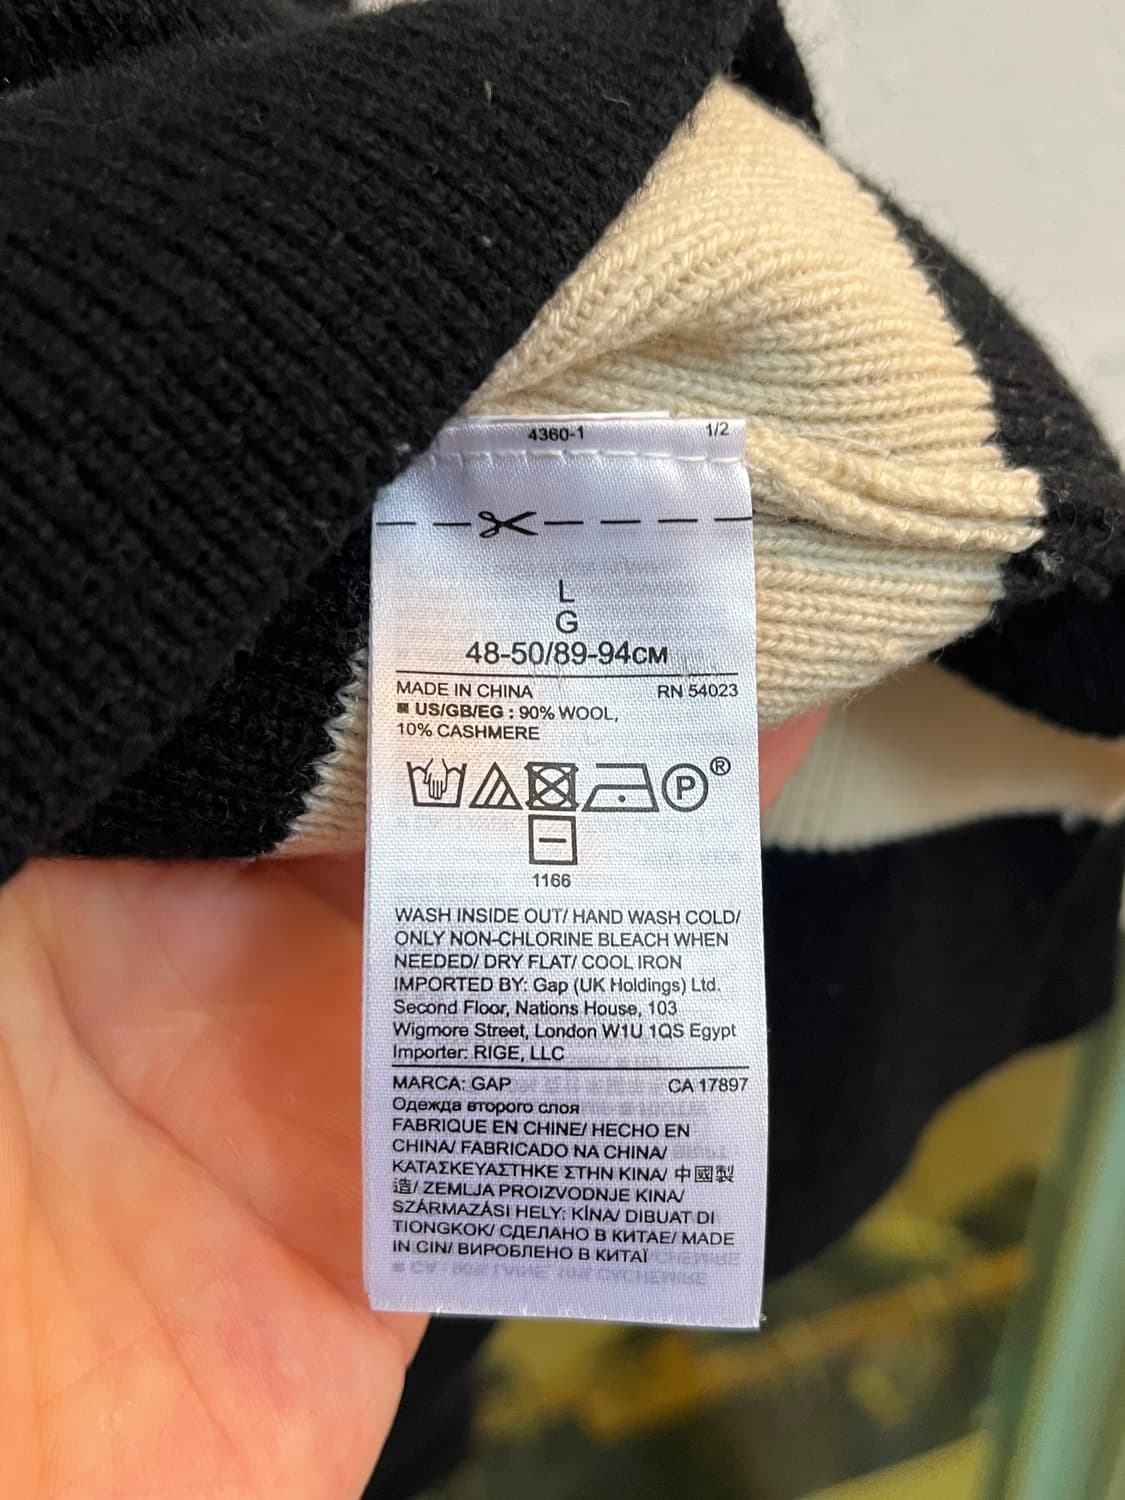 4360-1 1/2
L
G
48-50/89-94см
MADE IN CHINA RN 54023
■ US/GB/EG : 90% WOOL,
10% CASHMERE
P ®
1166
WASH INSIDE OUT/ HAND WASH COLD/
ONLY NON-CHLORINE BLEACH WHEN
NEEDED/ DRY FLAT/ COOL IRON
IMPORTED BY: Gap (UK Holdings) Ltd.
Second Floor, Nations House, 103
Wigmore Street, London W1U 1QS Egypt
Importer: RIGE, LLC
MARCA: GAP CA 17897
Одежда второго слоя
FABRIQUE EN CHINE/ HECHO EN
CHINA/ FABRICADO NA CHINA/
ΚΑΤΑΣΚΕΥΑΣΤΗΚΕ ΣΤΗΝ ΚΙΝΑ/ 中國製
造/ ZEMLJA PROIZVODNJE KINA/
SZÁRMAZÁSI HELY: KÍNA/ DIBUAT DI
TIONGKOK/ СДЕЛАНО В КИТАЕ/ MADE
IN CIN/ ВИРОБЛЕНО В КИТАЇ